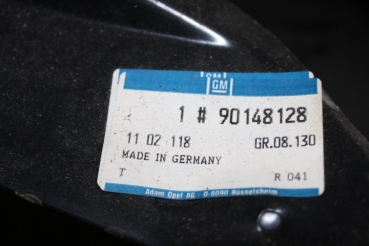 GM
1 # 90148128
11 02 118 GR.08.130
MADE IN GERMANY
T R 041
Adam Opel AG · D-6090 Rüsselsheim